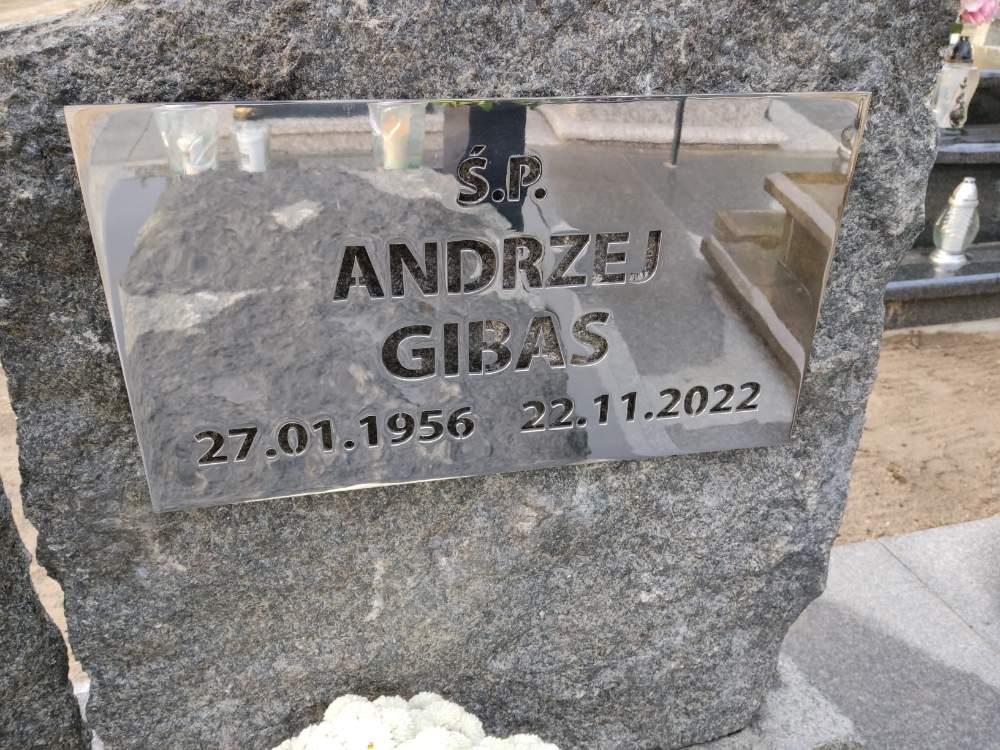 Ś.P.
ANDRZEJ
GIBAS
27.01.1956 22.11.2022